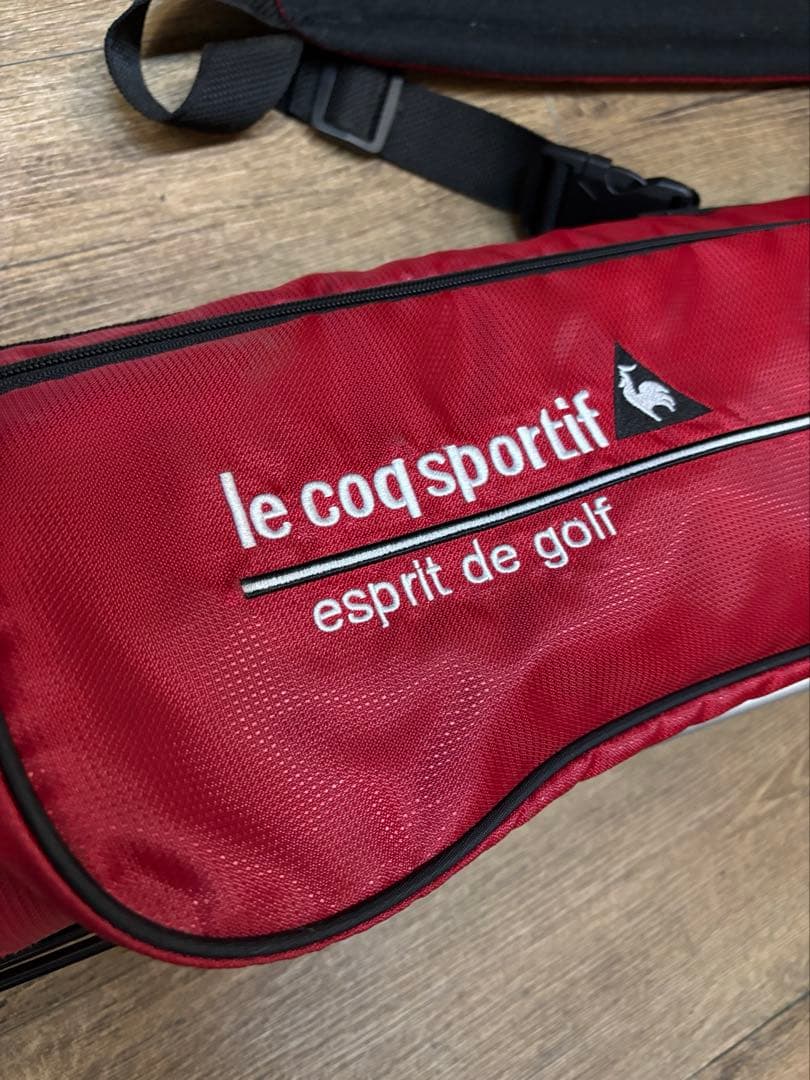 le coq sportif
esprit de golf